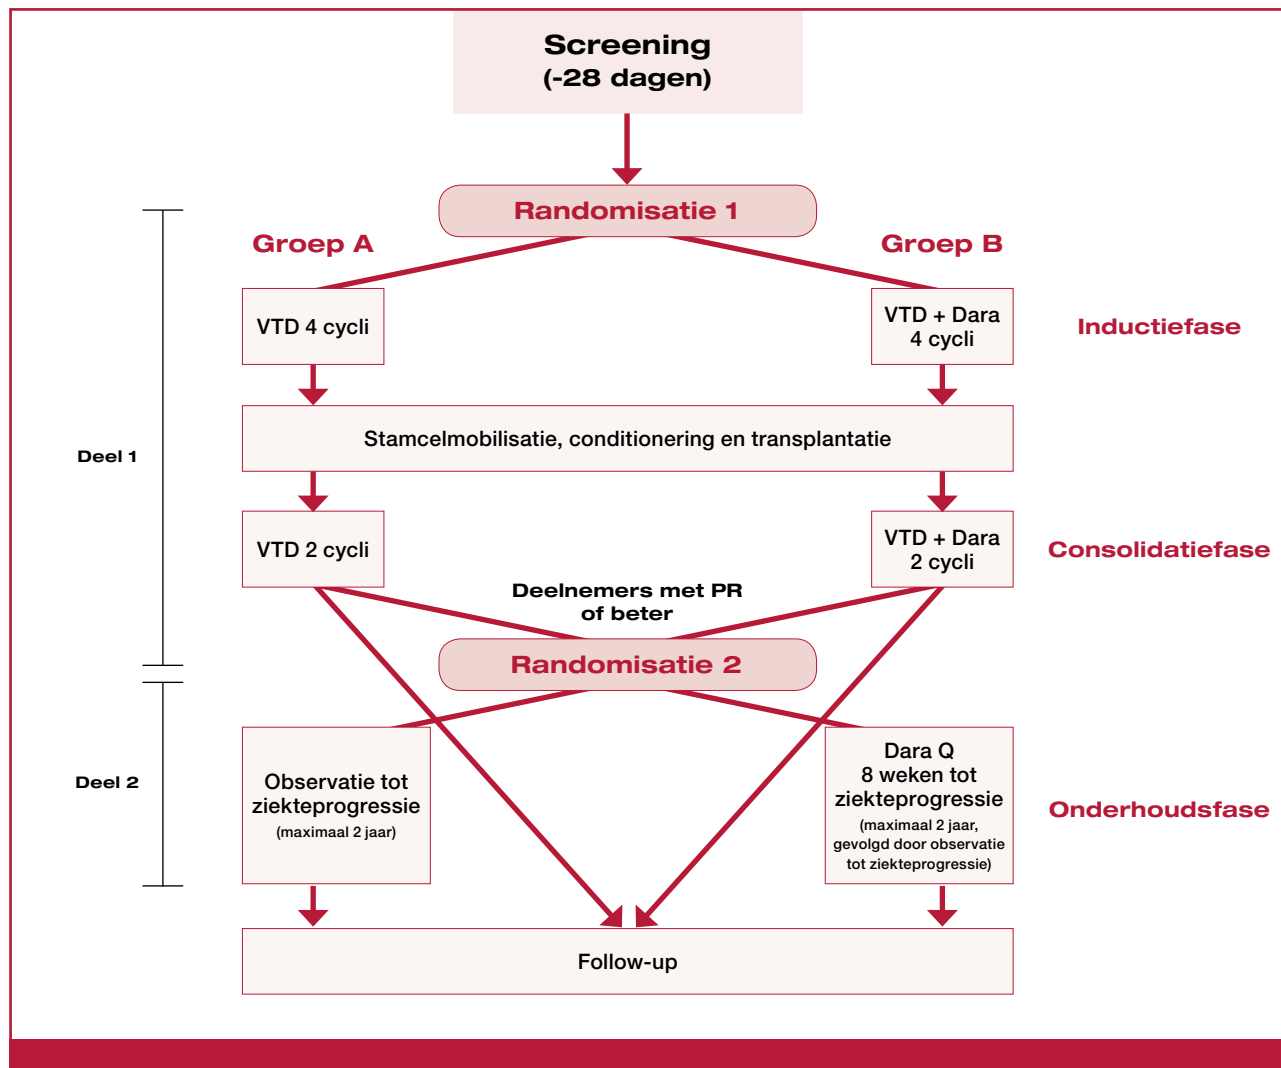 Screening
(-28 dagen)
Randomisatie 1
Groep A
Groep B
VTD 4 cycli
VTD + Dara
4 cycli
Inductiefase
Stamcelmobilisatie, conditionering en transplantatie
Deel 1
VTD 2 cycli
VTD + Dara
2 cycli
Consolidatiefase
Deelnemers met PR
of beter
Randomisatie 2
Deel 2
Observatie tot
ziekteprogressie
(maximaal 2 jaar)
Dara Q
8 weken tot
ziekteprogressie
(maximaal 2 jaar,
gevolgd door observatie
tot ziekteprogressie)
Onderhoudsfase
Follow-up